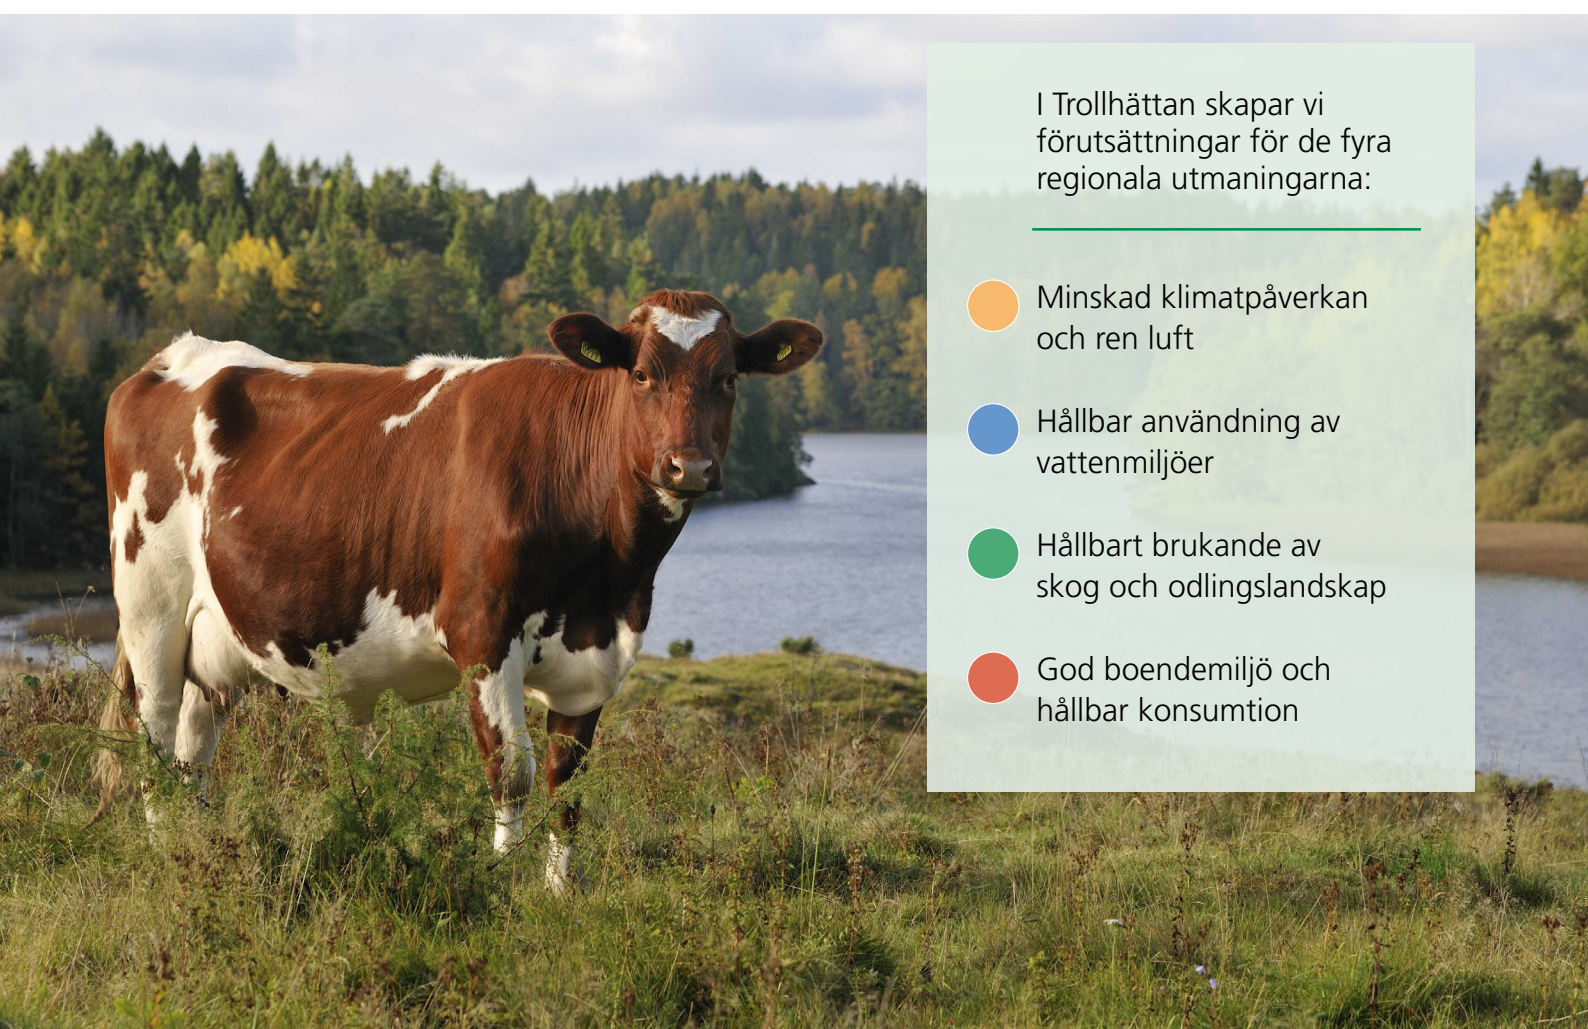 I Trollhättan skapar vi
förutsättningar för de fyra
regionala utmaningarna:
Minskad klimatpåverkan
och ren luft
Hållbar användning av
vattenmiljöer
Hållbart brukande av
skog och odlingslandskap
God boendemiljö och
hållbar konsumtion